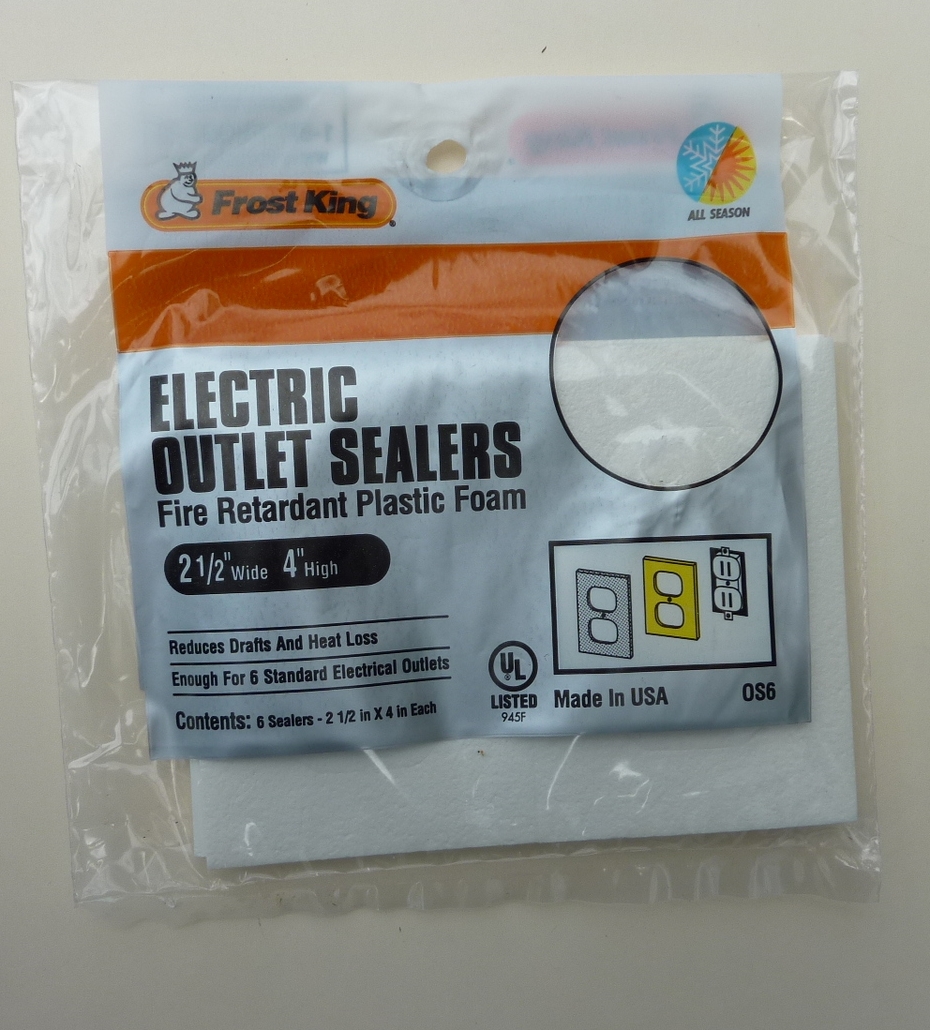 Frost King
ALL SEASON
ELECTRIC
OUTLET SEALERS
Fire Retardant Plastic Foam
2 1/2" Wide 4" High
Reduces Drafts And Heat Loss
Enough For 6 Standard Electrical Outlets
Contents: 6 Sealers - 2 1/2 in X 4 in Each
UL
LISTED
945F
Made In USA OS6